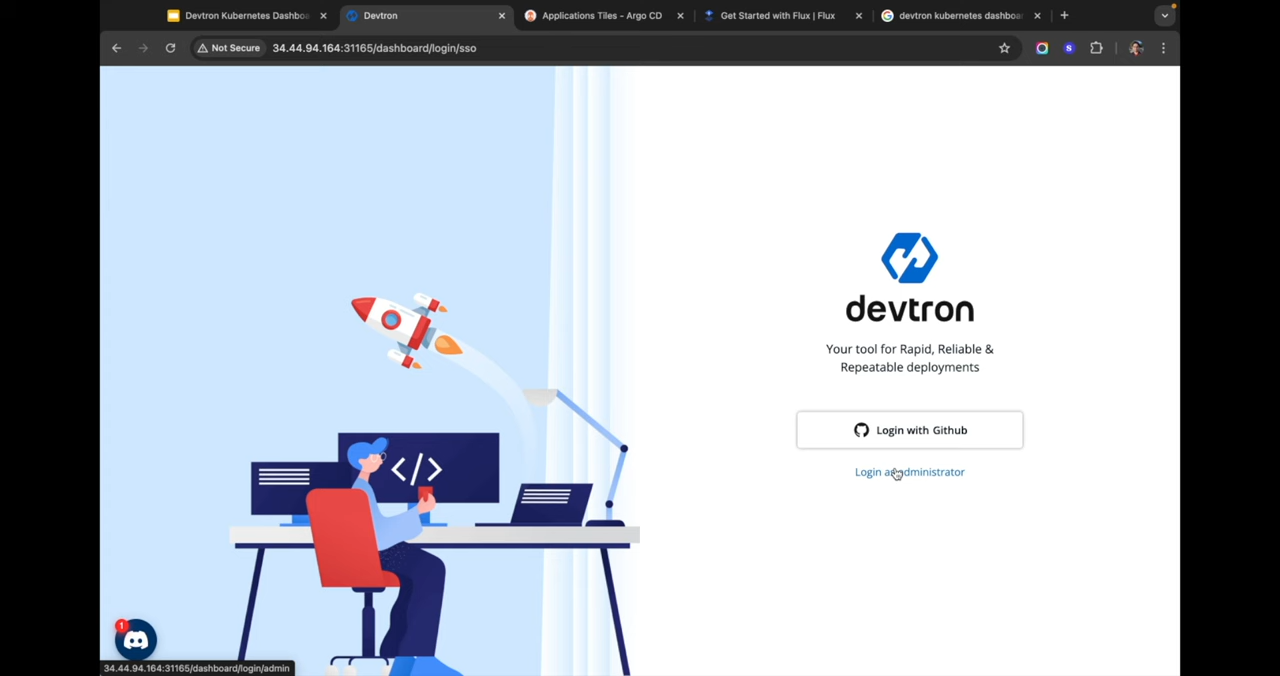 Devtron Kubernetes Dashbo
Devtron
Applications Tiles - Argo CD
Get Started with Flux | Flux
devtron kubernetes dashboar
Not Secure
34.44.94.164:31165/dashboard/login/sso
S
devtron
Your tool for Rapid, Reliable &
Repeatable deployments
Login with Github
Login as administrator
</>
1
34.44.94.164:31165/dashboard/login/admin